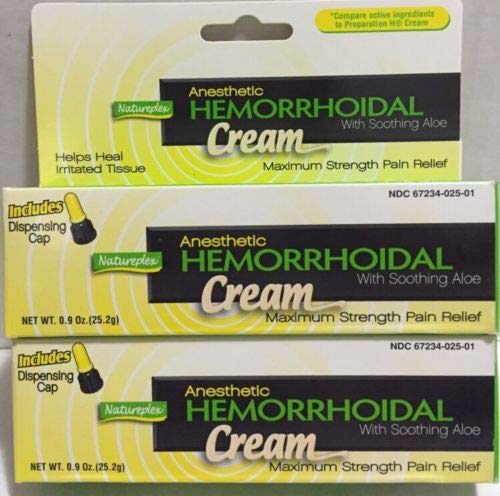 *Compare active ingredients
to Preparation H® Cream
Anesthetic
Natureplex
HEMORRHOIDAL
With Soothing Aloe
Cream
Helps Heal
Irritated Tissue
Maximum Strength Pain Relief
NDC 67234-025-01
Includes
Dispensing
Cap
Anesthetic
Natureplex
HEMORRHOIDAL
With Soothing Aloe
Cream
NET WT. 0.9 Oz.(25.2g)
Maximum Strength Pain Relief
NDC 67234-025-01
Includes
Dispensing
Cap
Anesthetic
Natureplex
HEMORRHOIDAL
With Soothing Aloe
Cream
NET WT. 0.9 Oz.(25.2g)
Maximum Strength Pain Relief